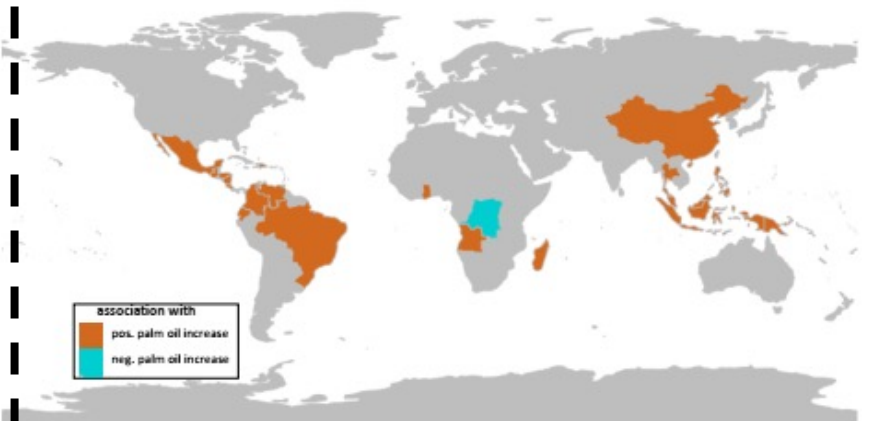 association with
pos. palm oil increase
neg. palm oil increase